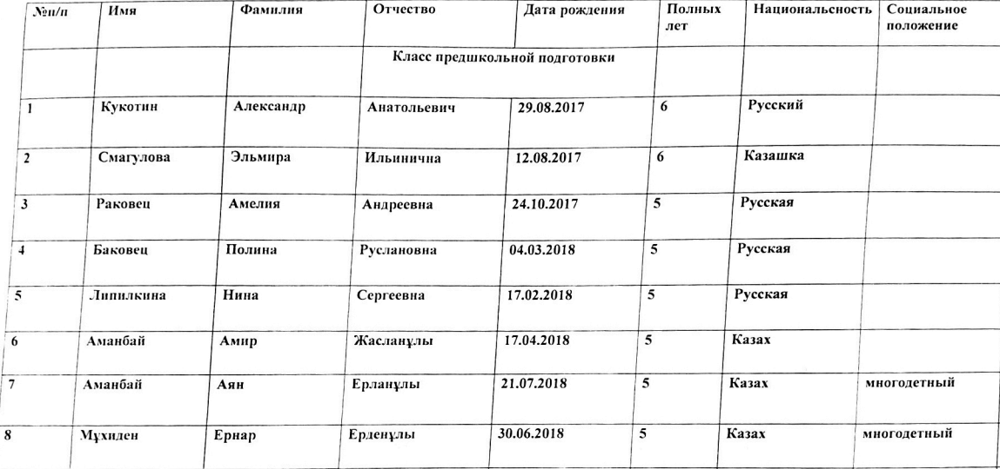 №п/п Имя Фамилия Отчество Дата рождения Полных лет Национальсность Социальное положение
Класс предшкольной подготовки
1 Кукотин Александр Анатольевич 29.08.2017 6 Русский
2 Смагулова Эльмира Ильинична 12.08.2017 6 Казашка
3 Раковец Амелия Андреевна 24.10.2017 5 Русская
4 Баковец Полина Руслановна 04.03.2018 5 Русская
5 Липилкина Нина Сергеевна 17.02.2018 5 Русская
6 Аманбай Амир Жасланұлы 17.04.2018 5 Казах
7 Аманбай Аян Ерланұлы 21.07.2018 5 Казах многодетный
8 Мұхиден Ернар Ерденұлы 30.06.2018 5 Казах многодетный